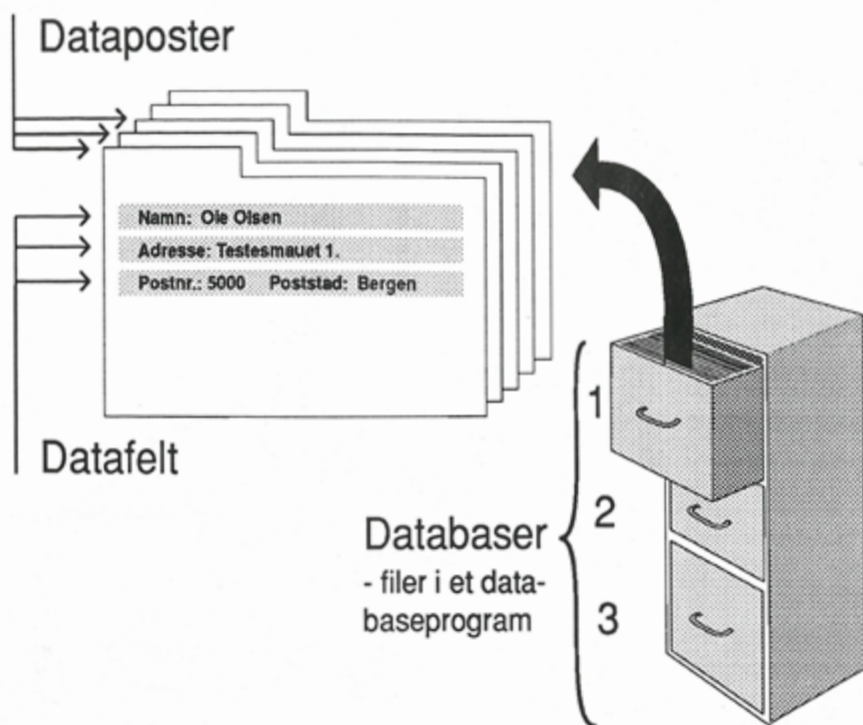 Dataposter
Namn: Ole Olsen
Adresse: Testesmauet 1.
Postnr.: 5000 Poststad: Bergen
Datafelt
1
2
3
Databaser
- filer i et data-
baseprogram